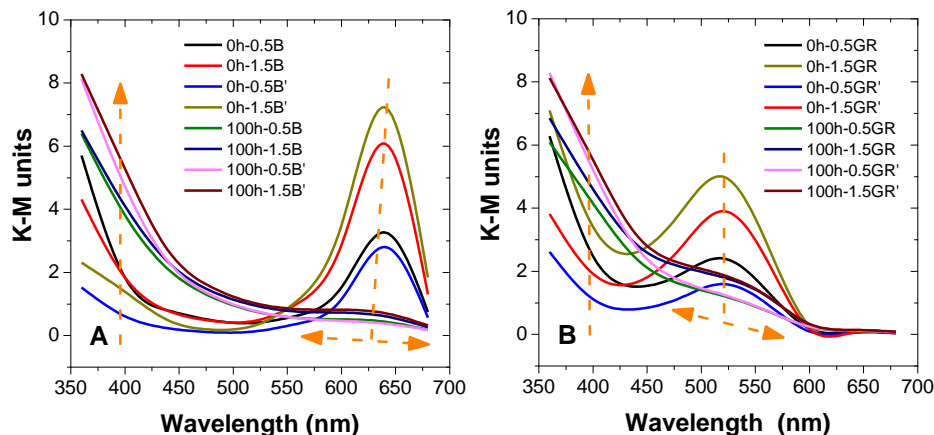 10
8
6
4
2
0
K-M units
0h-0.5B
0h-1.5B
0h-0.5B'
0h-1.5B'
100h-0.5B
100h-1.5B
100h-0.5B'
100h-1.5B'
A
350 400 450 500 550 600 650 700
Wavelength (nm)
10
8
6
4
2
0
K-M units
0h-0.5GR
0h-1.5GR
0h-0.5GR'
0h-1.5GR'
100h-0.5GR
100h-1.5GR
100h-0.5GR'
100h-1.5GR'
B
350 400 450 500 550 600 650 700
Wavelength (nm)